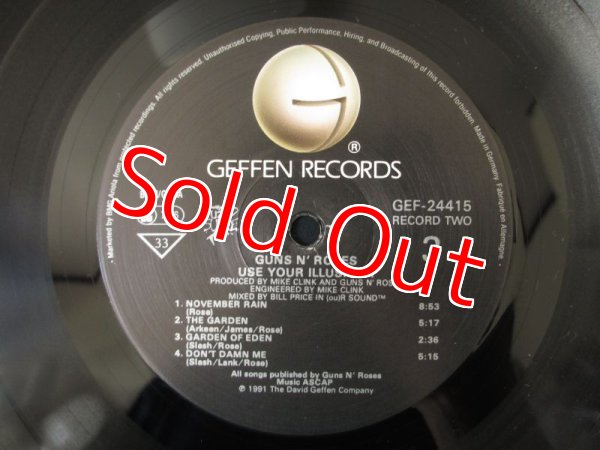 Unauthorised Copying, Public Performance, Hiring, and Broadcasting of this record forbidden. Made in Germany. Fabriqué en Allemagne.
Marketed by BMG Ariola from protected recordings. All rights reserved.
G
®
GEFFEN RECORDS
GEF-24415
RECORD TWO
3
33
Sold Out
GUNS N' ROSES
USE YOUR
PRODUCED BY MIKE CLINK AND GUNS N'
ENGINEERED BY MIKE CLINK
MIXED BY BILL PRICE IN (ou)R SOUND™
1. NOVEMBER RAIN 8:53
(Rose)
2. THE GARDEN 5:17
(Arkeen/James/Rose)
3. GARDEN OF EDEN 2:36
(Slash/Rose)
4. DON'T DAMN ME 5:15
(Slash/Lank/Rose)
All songs published by Guns N' Roses
Music ASCAP
℗ 1991 The David Geffen Company